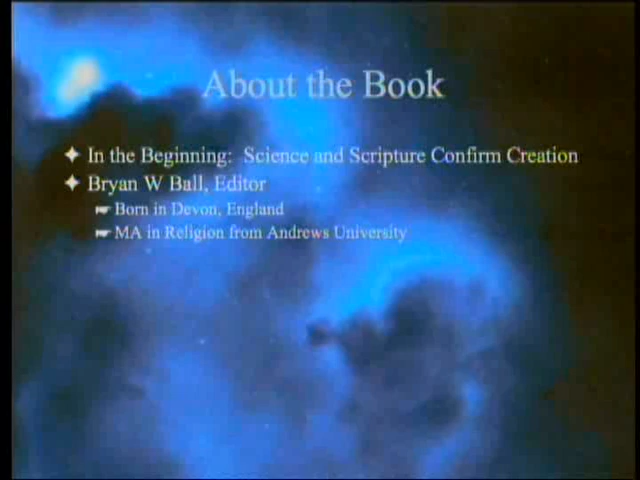 About the Book
In the Beginning: Science and Scripture Confirm Creation
Bryan W Ball, Editor
Born in Devon, England
MA in Religion from Andrews University